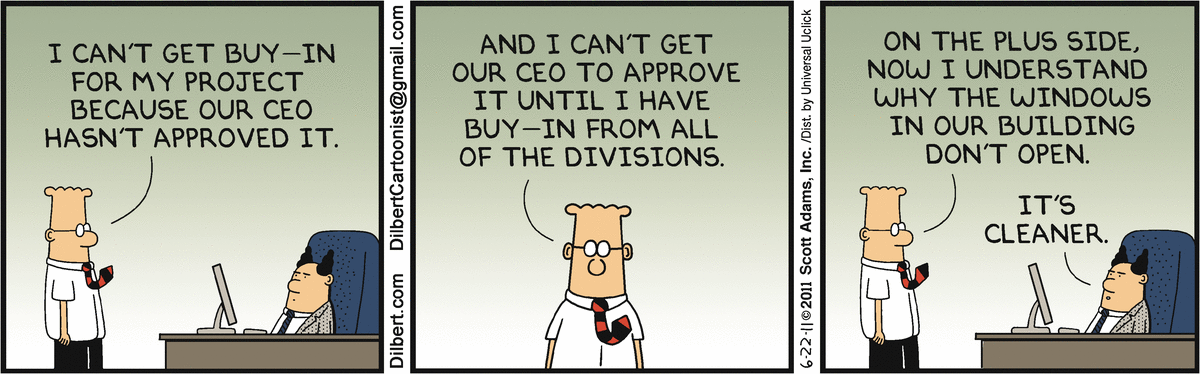 I CAN'T GET BUY–IN
FOR MY PROJECT
BECAUSE OUR CEO
HASN'T APPROVED IT.
Dilbert.com DilbertCartoonist@gmail.com
AND I CAN'T GET
OUR CEO TO APPROVE
IT UNTIL I HAVE
BUY–IN FROM ALL
OF THE DIVISIONS.
6-22-11 © 2011 Scott Adams, Inc. /Dist. by Universal Uclick
ON THE PLUS SIDE,
NOW I UNDERSTAND
WHY THE WINDOWS
IN OUR BUILDING
DON'T OPEN.
IT'S
CLEANER.